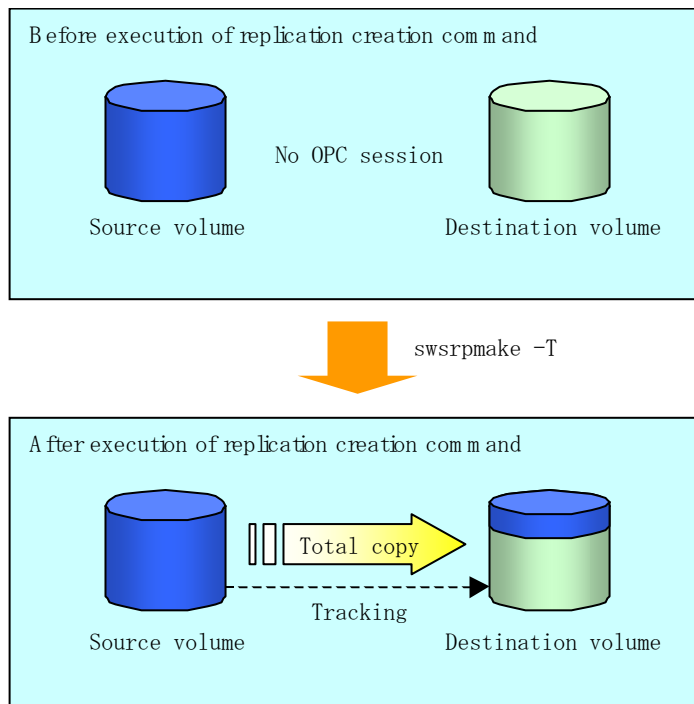 Before execution of replication creation command
No OPC session
Source volume
Destination volume
swsrpmake -T
After execution of replication creation command
Total copy
Tracking
Source volume
Destination volume